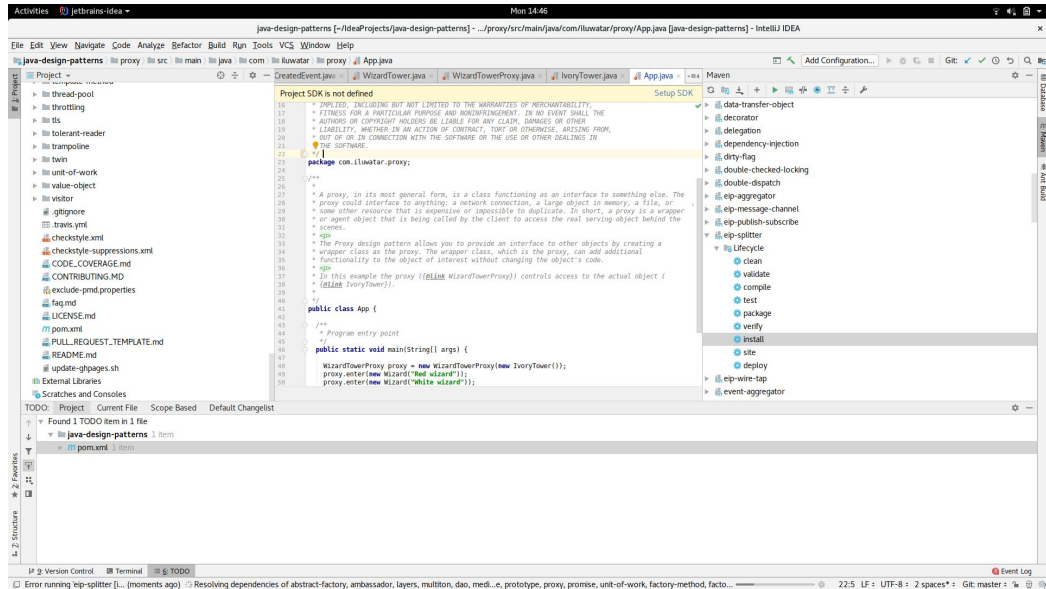 Activities jetbrains-idea Mon 14:46
java-design-patterns [~/IdeaProjects/java-design-patterns] - .../proxy/src/main/java/com/iluwatar/proxy/App.java [java-design-patterns] - IntelliJ IDEA
File Edit View Navigate Code Analyze Refactor Build Run Tools VCS Window Help
java-design-patterns src main java com iluwatar proxy App.java Add Configuration... Git:
Project
CreatedEvent.java WizardTower.java WizardTowerProxy.java IvoryTower.java App.java
Maven
1: Project
thread-pool
throttling
tls
tolerant-reader
trampoline
twin
unit-of-work
value-object
visitor
.gitignore
.travis.yml
checkstyle.xml
checkstyle-suppressions.xml
CODE_COVERAGE.md
CONTRIBUTING.MD
exclude-pmd.properties
faq.md
LICENSE.md
pom.xml
PULL_REQUEST_TEMPLATE.md
README.md
update-ghpages.sh
External Libraries
Scratches and Consoles
Project SDK is not defined Setup SDK
16 * IMPLIED, INCLUDING BUT NOT LIMITED TO THE WARRANTIES OF MERCHANTABILITY,
17 * FITNESS FOR A PARTICULAR PURPOSE AND NONINFRINGEMENT. IN NO EVENT SHALL THE
18 * AUTHORS OR COPYRIGHT HOLDERS BE LIABLE FOR ANY CLAIM, DAMAGES OR OTHER
19 * LIABILITY, WHETHER IN AN ACTION OF CONTRACT, TORT OR OTHERWISE, ARISING FROM,
20 * OUT OF OR IN CONNECTION WITH THE SOFTWARE OR THE USE OR OTHER DEALINGS IN
21 THE SOFTWARE.
22 */
23 package com.iluwatar.proxy;
24
25 /**
26 *
27 * A proxy, in its most general form, is a class functioning as an interface to something else. The
28 * proxy could interface to anything: a network connection, a large object in memory, a file, or
29 * some other resource that is expensive or impossible to duplicate. In short, a proxy is a wrapper
30 * or agent object that is being called by the client to access the real serving object behind the
31 * scenes.
32 * <p>
33 * The Proxy design pattern allows you to provide an interface to other objects by creating a
34 * wrapper class as the proxy. The wrapper class, which is the proxy, can add additional
35 * functionality to the object of interest without changing the object's code.
36 * <p>
37 * In this example the proxy ({@link WizardTowerProxy}) controls access to the actual object (
38 * {@link IvoryTower}).
39 *
40 */
41 public class App {
42
43 /**
44 * Program entry point
45 */
46 public static void main(String[] args) {
47
48 WizardTowerProxy proxy = new WizardTowerProxy(new IvoryTower());
49 proxy.enter(new Wizard("Red wizard"));
50 proxy.enter(new Wizard("White wizard"));
data-transfer-object
decorator
delegation
dependency-injection
dirty-flag
double-checked-locking
double-dispatch
eip-aggregator
eip-message-channel
eip-publish-subscribe
eip-splitter
Lifecycle
clean
validate
compile
test
package
verify
install
site
deploy
eip-wire-tap
event-aggregator
Database
Maven
Ant Build
TODO: Project Current File Scope Based Default Changelist
Found 1 TODO item in 1 file
java-design-patterns 1 item
pom.xml 1 item
2: Favorites
7: Structure
9: Version Control Terminal 6: TODO Event Log
Error running 'eip-splitter [i... (moments ago) Resolving dependencies of abstract-factory, ambassador, layers, multiton, dao, medi...e, prototype, proxy, promise, unit-of-work, factory-method, facto... 22:5 LF UTF-8 2 spaces* Git: master